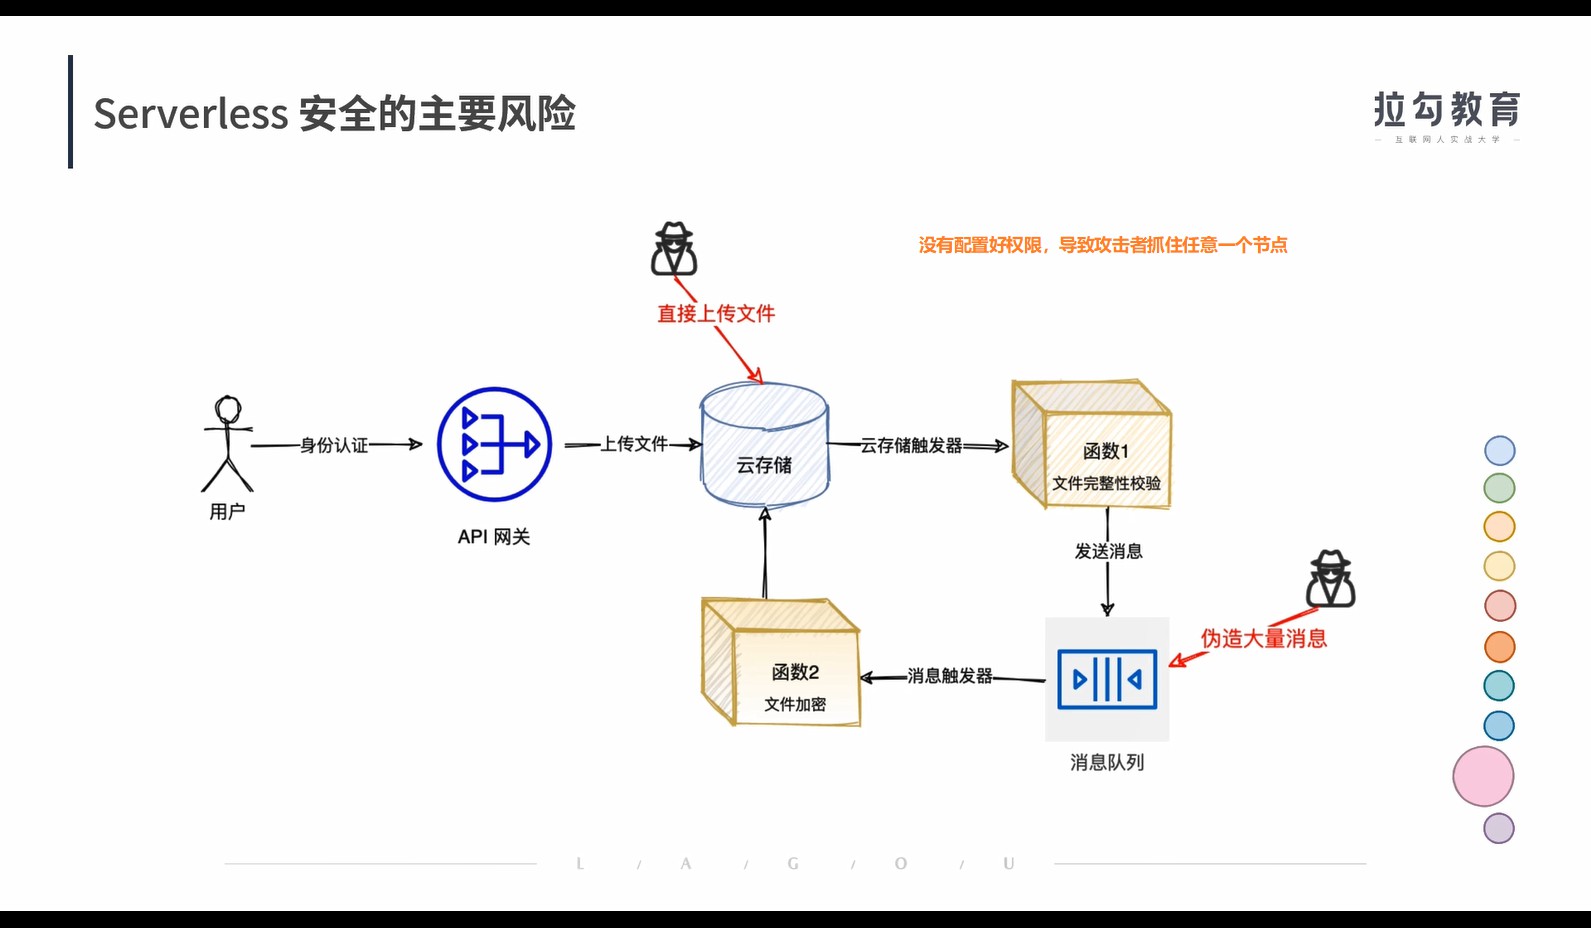 Serverless 安全的主要风险
拉勾教育
互联网人实战大学
没有配置好权限，导致攻击者抓住任意一个节点
直接上传文件
身份认证
上传文件
云存储
云存储触发器
函数1
文件完整性校验
用户
API 网关
发送消息
伪造大量消息
函数2
文件加密
消息触发器
消息队列
L / A / G / O / U